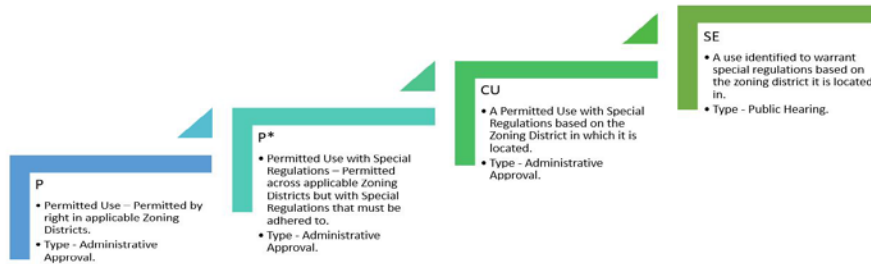 P
• Permitted Use – Permitted by
right in applicable Zoning
Districts.
• Type - Administrative
Approval.
P*
• Permitted Use with Special
Regulations – Permitted
across applicable Zoning
Districts but with Special
Regulations that must be
adhered to.
• Type - Administrative
Approval.
CU
• A Permitted Use with Special
Regulations based on the
Zoning District in which it is
located.
• Type - Administrative
Approval.
SE
• A use identified to warrant
special regulations based on
the zoning district it is located
in.
• Type - Public Hearing.